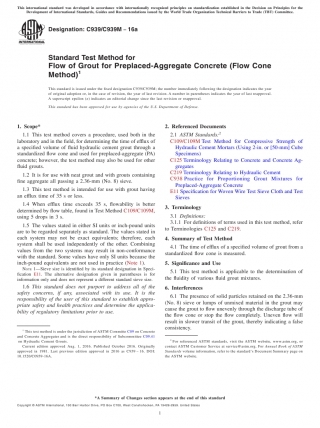 This international standard was developed in accordance with internationally recognized principles on standardization established in the Decision on Principles for the
Development of International Standards, Guides and Recommendations issued by the World Trade Organization Technical Barriers to Trade (TBT) Committee.
Designation: C939/C939M − 16a
Standard Test Method for
Flow of Grout for Preplaced-Aggregate Concrete (Flow Cone
Method)1
This standard is issued under the fixed designation C939/C939M; the number immediately following the designation indicates the year
of original adoption or, in the case of revision, the year of last revision. A number in parentheses indicates the year of last reapproval.
A superscript epsilon (ε) indicates an editorial change since the last revision or reapproval.
This standard has been approved for use by agencies of the U.S. Department of Defense.
1. Scope*
1.1 This test method covers a procedure, used both in the
laboratory and in the field, for determining the time of efflux of
a specified volume of fluid hydraulic cement grout through a
standardized flow cone and used for preplaced-aggregate (PA)
concrete; however, the test method may also be used for other
fluid grouts.
1.2 It is for use with neat grout and with grouts containing
fine aggregate all passing a 2.36-mm (No. 8) sieve.
1.3 This test method is intended for use with grout having
an efflux time of 35 s or less.
1.4 When efflux time exceeds 35 s, flowability is better
determined by flow table, found in Test Method C109/C109M,
using 5 drops in 3 s.
1.5 The values stated in either SI units or inch-pound units
are to be regarded separately as standard. The values stated in
each system may not be exact equivalents; therefore, each
system shall be used independently of the other. Combining
values from the two systems may result in non-conformance
with the standard. Some values have only SI units because the
inch-pound equivalents are not used in practice (Note 1).
NOTE 1—Sieve size is identified by its standard designation in Speci-
fication E11. The alternative designation given in parentheses is for
information only and does not represent a different standard sieve size.
1.6 This standard does not purport to address all of the
safety concerns, if any, associated with its use. It is the
responsibility of the user of this standard to establish appro-
priate safety and health practices and determine the applica-
bility of regulatory limitations prior to use.
1 This test method is under the jurisdiction of ASTM Committee C09 on Concrete
and Concrete Aggregates and is the direct responsibility of Subcommittee
on Hydraulic Cement Grouts.
Current edition approved Aug. 1, 2016. Published October 2016. Originally
approved in 1981. Last previous edition approved in 2016 as C939 – 16. DOI:
10.1520/C0939-16A.
2. Referenced Documents
2.1 ASTM Standards:2
C109/C109M Test Method for Compressive Strength of
Hydraulic Cement Mortars (Using 2-in. or [50-mm] Cube
Specimens)
C125 Terminology Relating to Concrete and Concrete Ag-
gregates
C219 Terminology Relating to Hydraulic Cement
C938 Practice for Proportioning Grout Mixtures for
Preplaced-Aggregate Concrete
E11 Specification for Woven Wire Test Sieve Cloth and Test
Sieves
3. Terminology
3.1 Definitions:
3.1.1 For definitions of terms used in this test method, refer
to Terminologies C125 and C219.
4. Summary of Test Method
4.1 The time of efflux of a specified volume of grout from a
standardized flow cone is measured.
5. Significance and Use
5.1 This test method is applicable to the determination of
the fluidity of various fluid grout mixtures.
6. Interferences
6.1 The presence of solid particles retained on the 2.36-mm
(No. 8) sieve or lumps of unmixed material in the grout may
cause the grout to flow unevenly through the discharge tube of
the flow cone or stop the flow completely. Uneven flow will
result in slower transit of the grout, thereby indicating a false
consistency.
2 For referenced ASTM standards, visit the ASTM website, www.astm.org, or
contact ASTM Customer Service at service@astm.org. For Annual Book of ASTM
Standards volume information, refer to the standard's Document Summary page on
the ASTM website.
*A Summary of Changes section appears at the end of this standard
Copyright © ASTM International, 100 Barr Harbor Drive, PO Box C700, West Conshohocken, PA 19428-2959. United States
1